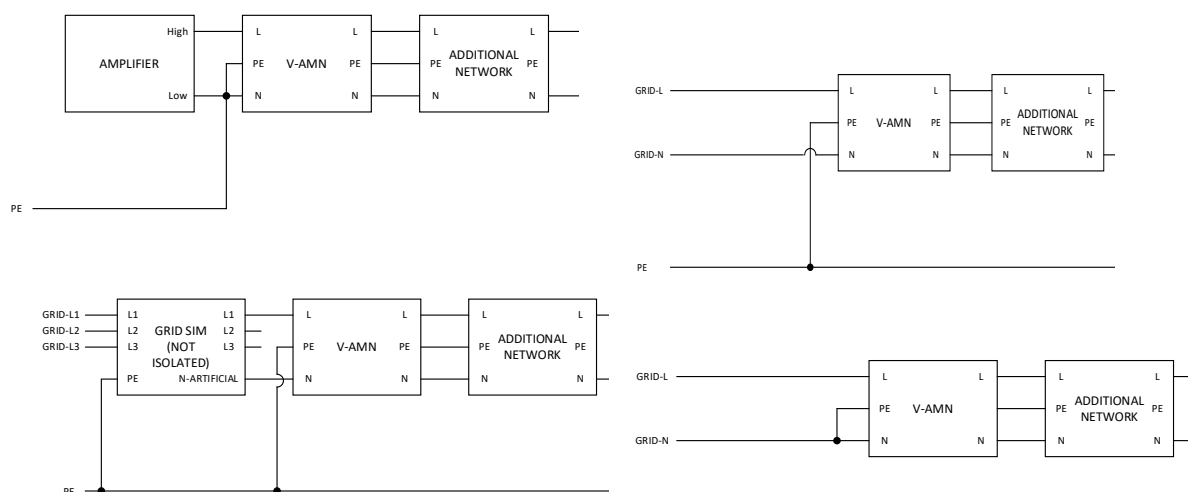 High L L L L
AMPLIFIER PE V-AMN PE PE ADDITIONAL NETWORK PE
Low N N N N
PE
GRID-L L L L L
PE V-AMN PE PE ADDITIONAL NETWORK PE
GRID-N N N N N
PE
GRID-L1 L1 L1 L L L L
GRID-L2 L2 GRID SIM L2
GRID-L3 L3 (NOT ISOLATED) L3 PE V-AMN PE PE ADDITIONAL NETWORK PE
PE N-ARTIFICIAL N N N N
PE
GRID-L L L L L
PE V-AMN PE PE ADDITIONAL NETWORK PE
GRID-N N N N N